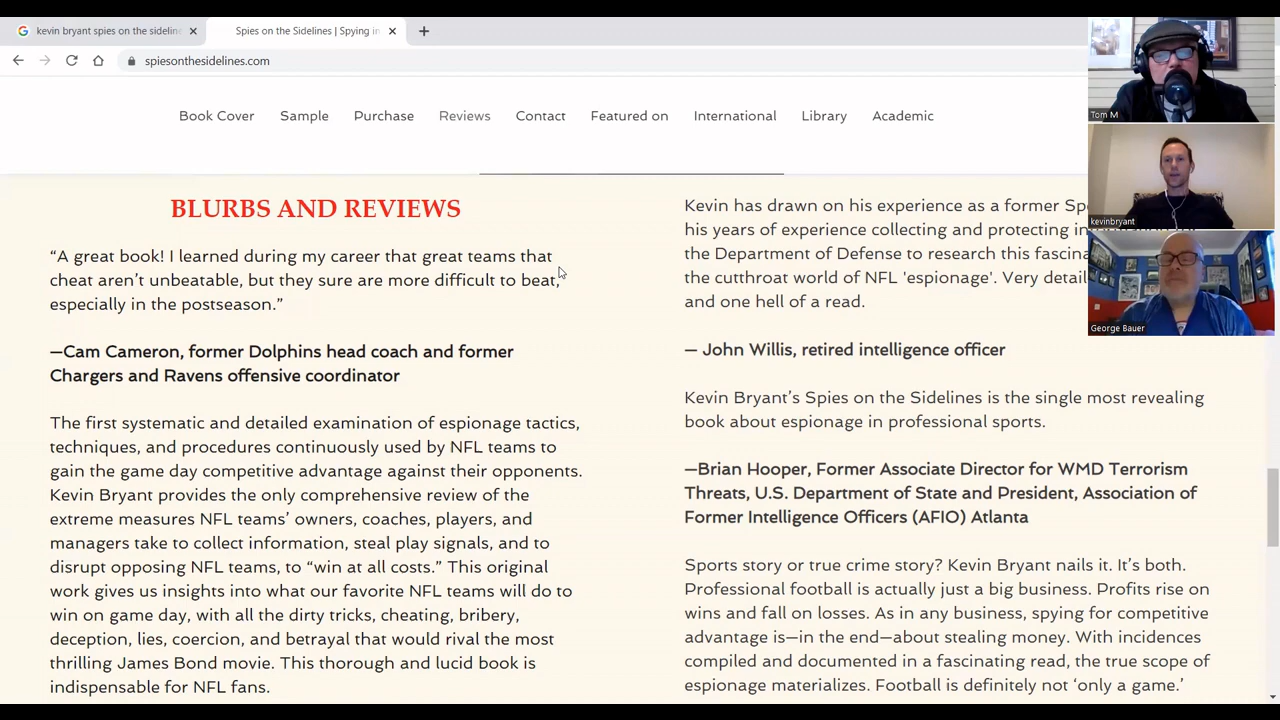 kevin bryant spies on the sidelin
Spies on the Sidelines | Spying in
spiesonthesidelines.com
Book Cover Sample Purchase Reviews Contact Featured on International Library Academic
BLURBS AND REVIEWS
“A great book! I learned during my career that great teams that
cheat aren’t unbeatable, but they sure are more difficult to beat,
especially in the postseason.”
—Cam Cameron, former Dolphins head coach and former
Chargers and Ravens offensive coordinator
The first systematic and detailed examination of espionage tactics,
techniques, and procedures continuously used by NFL teams to
gain the game day competitive advantage against their opponents.
Kevin Bryant provides the only comprehensive review of the
extreme measures NFL teams’ owners, coaches, players, and
managers take to collect information, steal play signals, and to
disrupt opposing NFL teams, to “win at all costs.” This original
work gives us insights into what our favorite NFL teams will do to
win on game day, with all the dirty tricks, cheating, bribery,
deception, lies, coercion, and betrayal that would rival the most
thrilling James Bond movie. This thorough and lucid book is
indispensable for NFL fans.
Kevin has drawn on his experience as a former Sp
his years of experience collecting and protecting in
the Department of Defense to research this fascina
the cutthroat world of NFL 'espionage'. Very detail
and one hell of a read.
— John Willis, retired intelligence officer
Kevin Bryant’s Spies on the Sidelines is the single most revealing
book about espionage in professional sports.
—Brian Hooper, Former Associate Director for WMD Terrorism
Threats, U.S. Department of State and President, Association of
Former Intelligence Officers (AFIO) Atlanta
Sports story or true crime story? Kevin Bryant nails it. It’s both.
Professional football is actually just a big business. Profits rise on
wins and fall on losses. As in any business, spying for competitive
advantage is—in the end—about stealing money. With incidences
compiled and documented in a fascinating read, the true scope of
espionage materializes. Football is definitely not ‘only a game.’
Tom M
kevinbryant
George Bauer